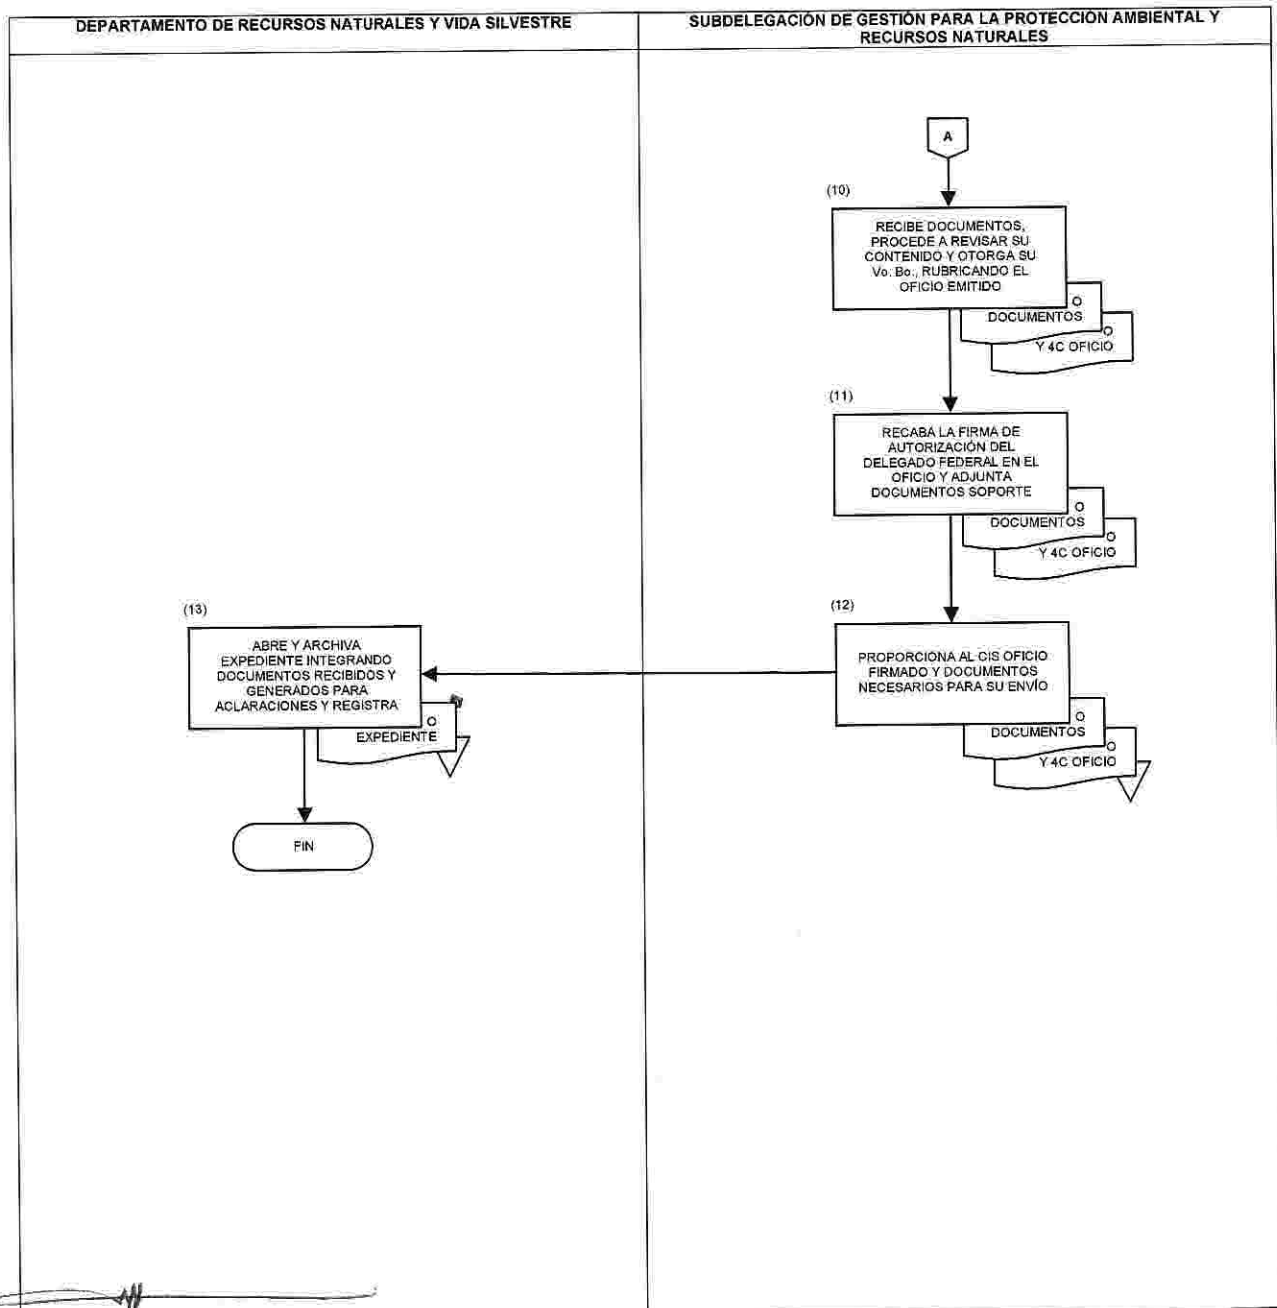 DEPARTAMENTO DE RECURSOS NATURALES Y VIDA SILVESTRE
SUBDELEGACIÓN DE GESTIÓN PARA LA PROTECCIÓN AMBIENTAL Y
RECURSOS NATURALES
A
(10)
RECIBE DOCUMENTOS,
PROCEDE A REVISAR SU
CONTENIDO Y OTORGA SU
Vo. Bo., RUBRICANDO EL
OFICIO EMITIDO
O
DOCUMENTOS
O
Y 4C OFICIO
(11)
RECABA LA FIRMA DE
AUTORIZACIÓN DEL
DELEGADO FEDERAL EN EL
OFICIO Y ADJUNTA
DOCUMENTOS SOPORTE
O
DOCUMENTOS
O
Y 4C OFICIO
(12)
PROPORCIONA AL CIS OFICIO
FIRMADO Y DOCUMENTOS
NECESARIOS PARA SU ENVÍO
O
DOCUMENTOS
O
Y 4C OFICIO
(13)
ABRE Y ARCHIVA
EXPEDIENTE INTEGRANDO
DOCUMENTOS RECIBIDOS Y
GENERADOS PARA
ACLARACIONES Y REGISTRA
O
EXPEDIENTE
FIN